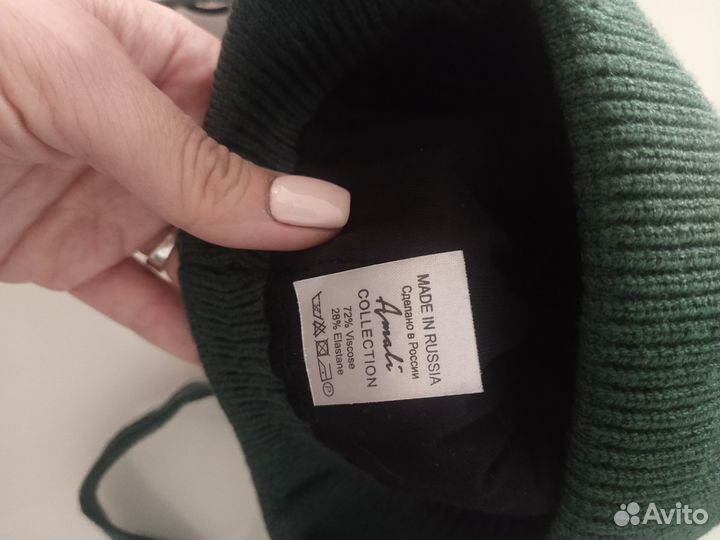 MADE IN RUSSIA
Сделано в России
Amali
COLLECTION
72% Viscose
28% Elastane
Avito